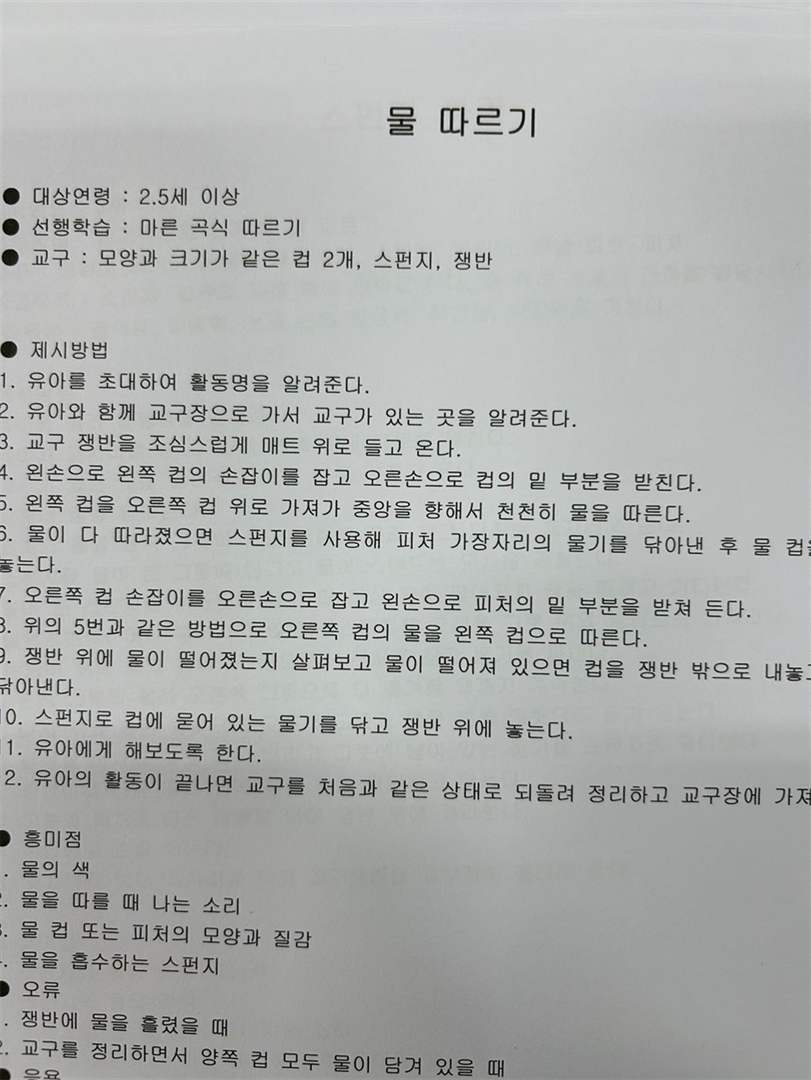 물 따르기
● 대상연령 : 2.5세 이상
● 선행학습 : 마른 곡식 따르기
● 교구 : 모양과 크기가 같은 컵 2개, 스펀지, 쟁반
● 제시방법
1. 유아를 초대하여 활동명을 알려준다.
2. 유아와 함께 교구장으로 가서 교구가 있는 곳을 알려준다.
3. 교구 쟁반을 조심스럽게 매트 위로 들고 온다.
4. 왼손으로 왼쪽 컵의 손잡이를 잡고 오른손으로 컵의 밑 부분을 받친다.
5. 왼쪽 컵을 오른쪽 컵 위로 가져가 중앙을 향해서 천천히 물을 따른다.
6. 물이 다 따라졌으면 스펀지를 사용해 피처 가장자리의 물기를 닦아낸 후 물 컵을
놓는다.
7. 오른쪽 컵 손잡이를 오른손으로 잡고 왼손으로 피처의 밑 부분을 받쳐 든다.
8. 위의 5번과 같은 방법으로 오른쪽 컵의 물을 왼쪽 컵으로 따른다.
9. 쟁반 위에 물이 떨어졌는지 살펴보고 물이 떨어져 있으면 컵을 쟁반 밖으로 내놓고
닦아낸다.
10. 스펀지로 컵에 묻어 있는 물기를 닦고 쟁반 위에 놓는다.
11. 유아에게 해보도록 한다.
12. 유아의 활동이 끝나면 교구를 처음과 같은 상태로 되돌려 정리하고 교구장에 가져
● 흥미점
1. 물의 색
2. 물을 따를 때 나는 소리
3. 물 컵 또는 피처의 모양과 질감
4. 물을 흡수하는 스펀지
● 오류
1. 쟁반에 물을 흘렸을 때
2. 교구를 정리하면서 양쪽 컵 모두 물이 담겨 있을 때
● 응용